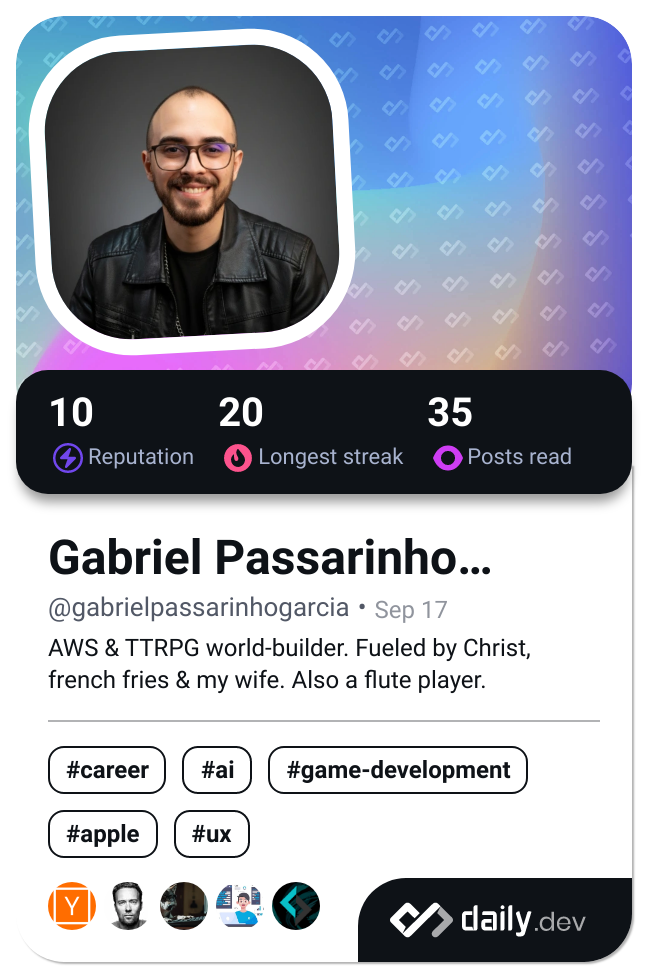 10 20 35
Reputation Longest streak Posts read
Gabriel Passarinho...
@gabrielpassarinhogarcia • Sep 17
AWS & TTRPG world-builder. Fueled by Christ,
french fries & my wife. Also a flute player.
#career #ai #game-development
#apple #ux
Y
daily.dev